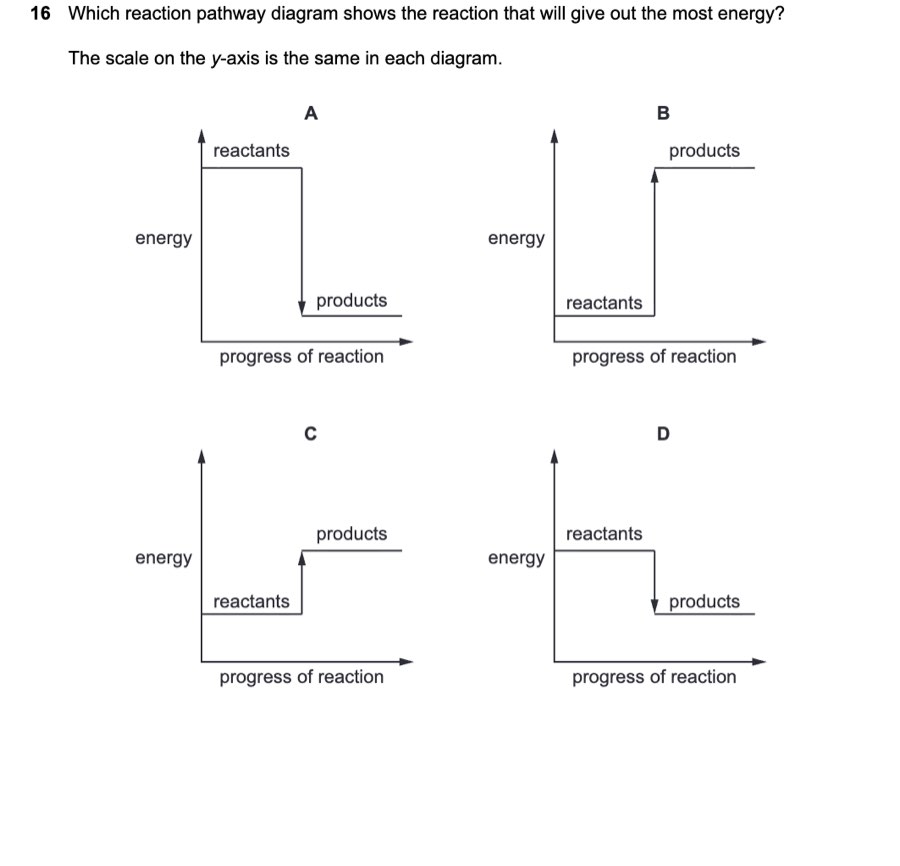 16 Which reaction pathway diagram shows the reaction that will give out the most energy?
The scale on the y-axis is the same in each diagram.
A
reactants
energy
products
progress of reaction
B
products
energy
reactants
progress of reaction
C
products
energy
reactants
progress of reaction
D
reactants
energy
products
progress of reaction